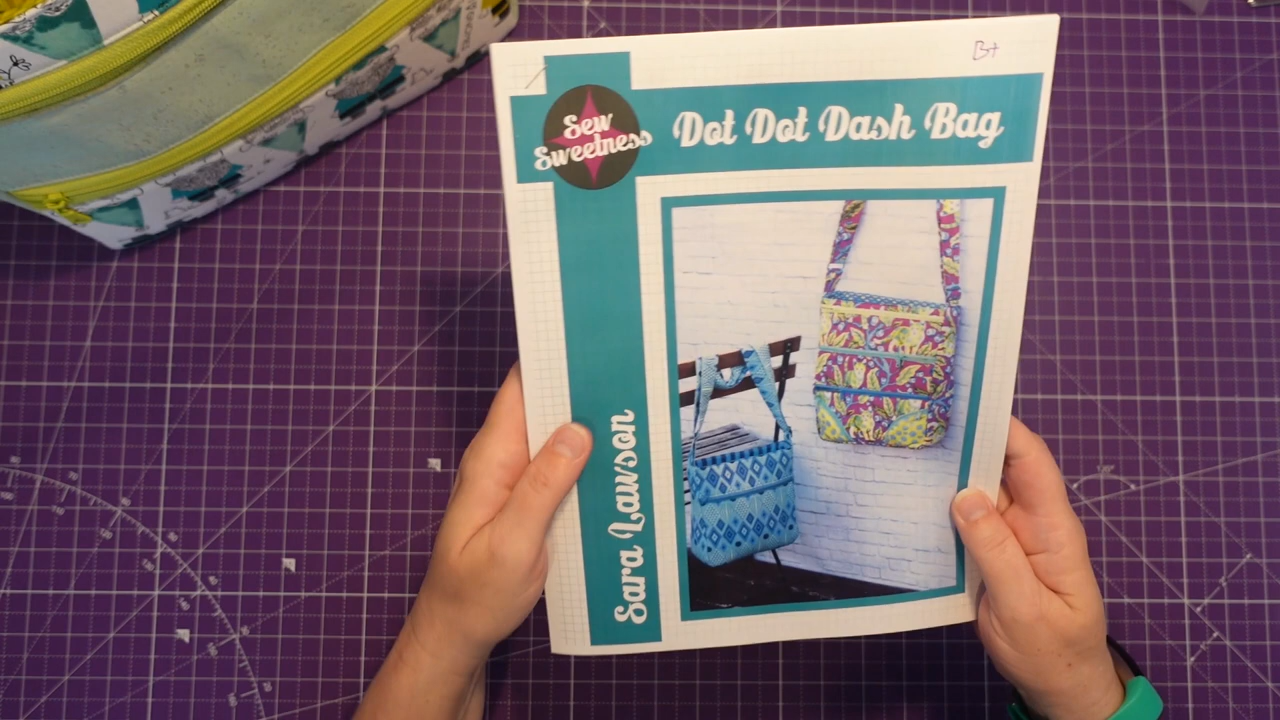 B+
Sew
Sweetness
Dot Dot Dash Bag
Sara Lawson